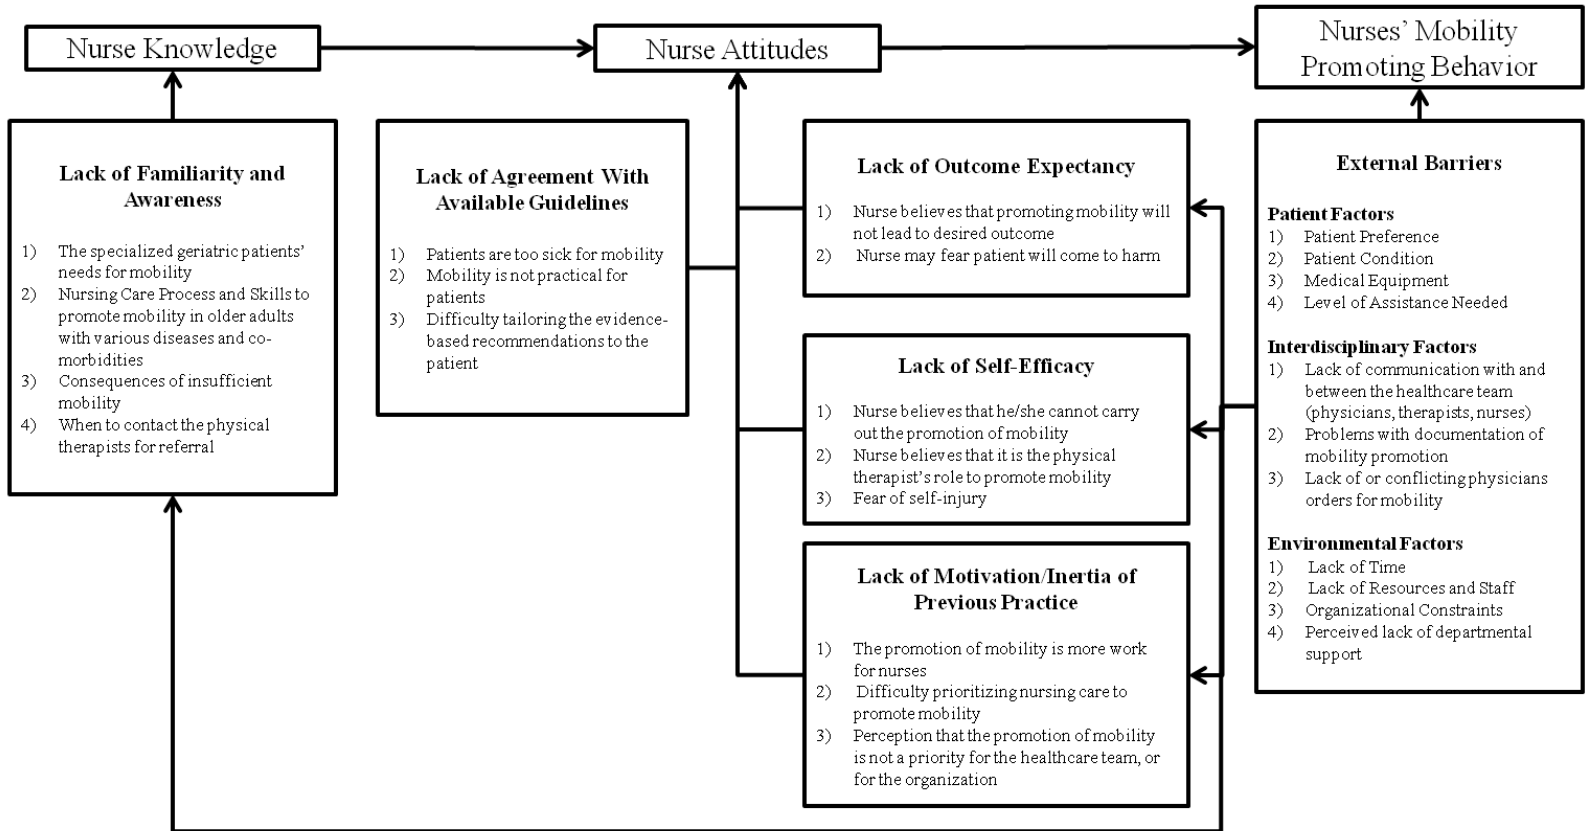 Nurse Knowledge
Nurse Attitudes
Nurses' Mobility
Promoting Behavior
Lack of Familiarity and
Awareness
1) The specialized geriatric patients'
needs for mobility
2) Nursing Care Process and Skills to
promote mobility in older adults
with various diseases and co-
morbidities
3) Consequences of insufficient
mobility
4) When to contact the physical
therapists for referral
Lack of Agreement With
Available Guidelines
1) Patients are too sick for mobility
2) Mobility is not practical for
patients
3) Difficulty tailoring the evidence-
based recommendations to the
patient
Lack of Outcome Expectancy
1) Nurse believes that promoting mobility will
not lead to desired outcome
2) Nurse may fear patient will come to harm
Lack of Self-Efficacy
1) Nurse believes that he/she cannot carry
out the promotion of mobility
2) Nurse believes that it is the physical
therapist's role to promote mobility
3) Fear of self-injury
Lack of Motivation/Inertia of
Previous Practice
1) The promotion of mobility is more work
for nurses
2) Difficulty prioritizing nursing care to
promote mobility
3) Perception that the promotion of mobility
is not a priority for the healthcare team, or
for the organization
External Barriers
Patient Factors
1) Patient Preference
2) Patient Condition
3) Medical Equipment
4) Level of Assistance Needed
Interdisciplinary Factors
1) Lack of communication with and
between the healthcare team
(physicians, therapists, nurses)
2) Problems with documentation of
mobility promotion
3) Lack of or conflicting physicians
orders for mobility
Environmental Factors
1) Lack of Time
2) Lack of Resources and Staff
3) Organizational Constraints
4) Perceived lack of departmental
support